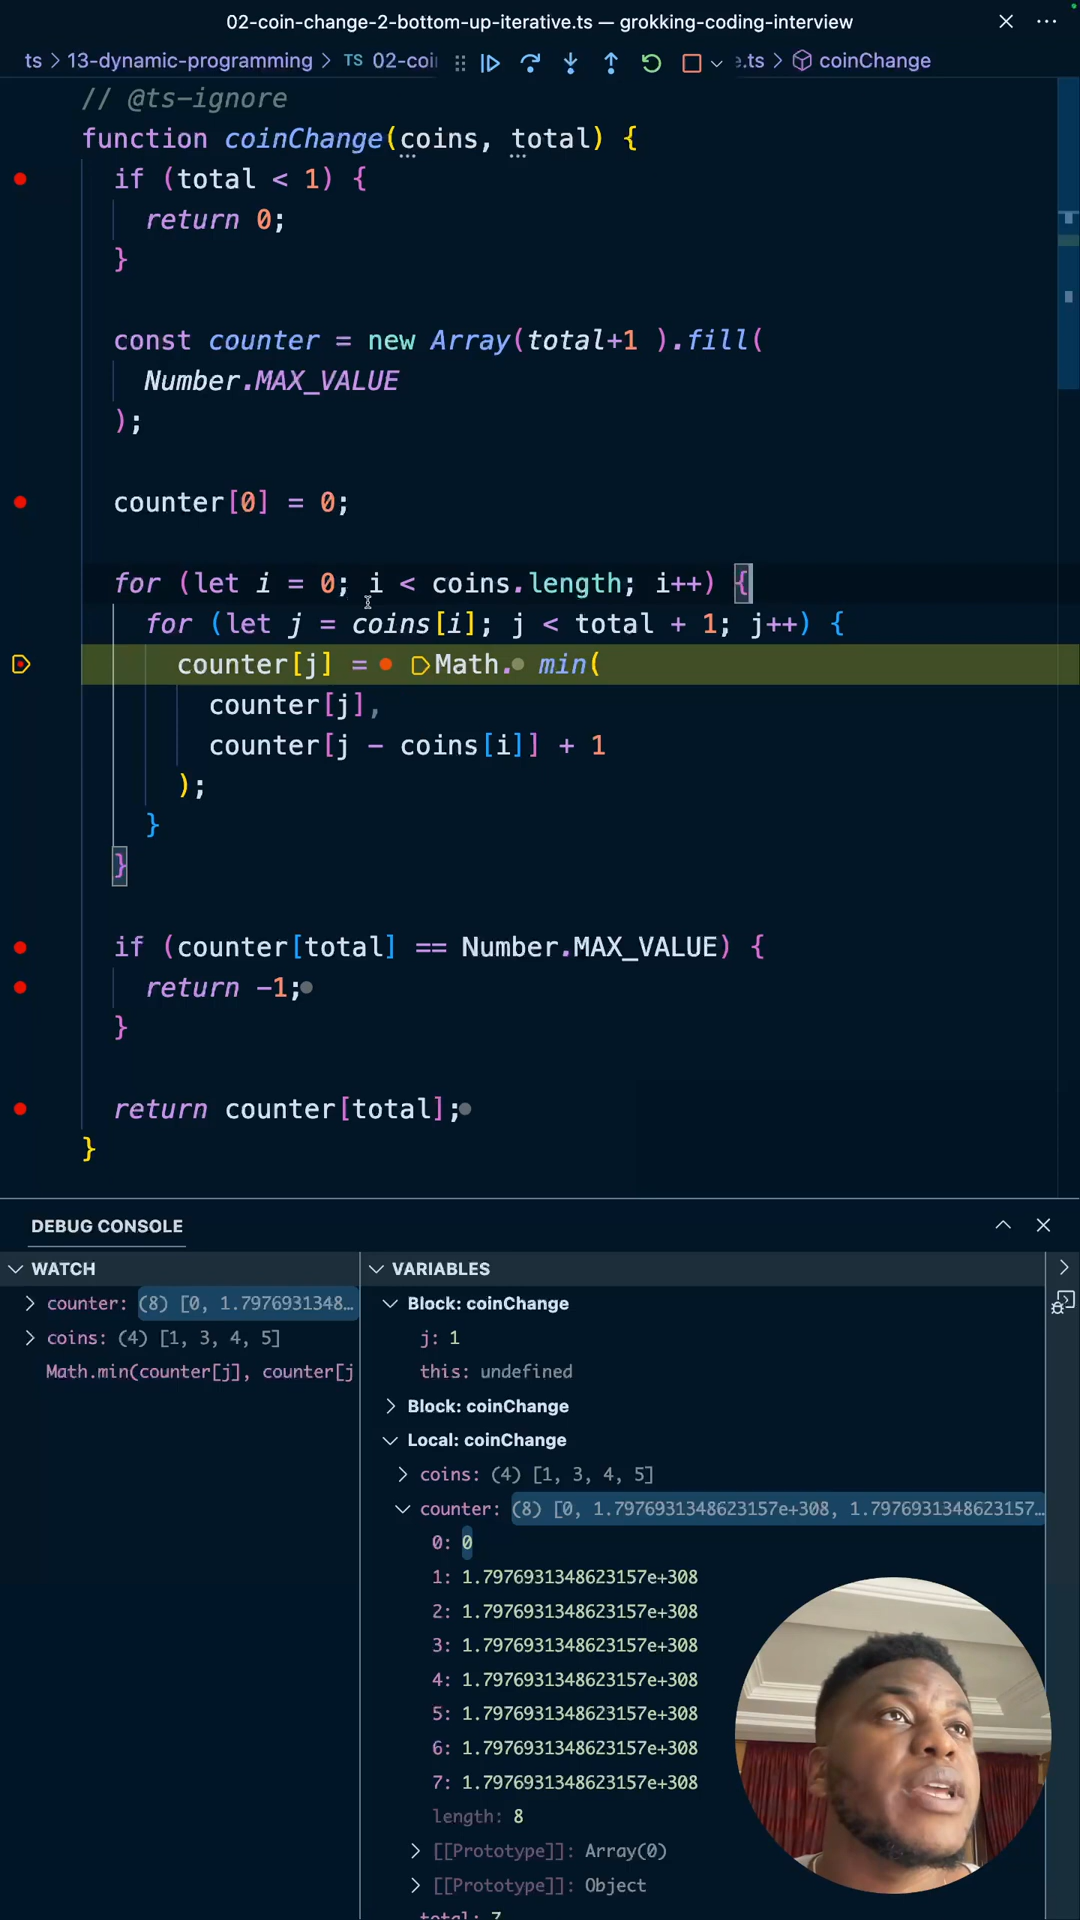 02-coin-change-2-bottom-up-iterative.ts — grokking-coding-interview
ts > 13-dynamic-programming > TS 02-coi e.ts > coinChange
// @ts-ignore
function coinChange(coins, total) {
if (total < 1) {
return 0;
}
const counter = new Array(total+1 ).fill(
Number.MAX_VALUE
);
counter[0] = 0;
for (let i = 0; i < coins.length; i++) {
for (let j = coins[i]; j < total + 1; j++) {
counter[j] = Math. min(
counter[j],
counter[j - coins[i]] + 1
);
}
}
if (counter[total] == Number.MAX_VALUE) {
return -1;
}
return counter[total];
}
DEBUG CONSOLE
WATCH
counter: (8) [0, 1.7976931348…
coins: (4) [1, 3, 4, 5]
Math.min(counter[j], counter[j
VARIABLES
Block: coinChange
j: 1
this: undefined
Block: coinChange
Local: coinChange
coins: (4) [1, 3, 4, 5]
counter: (8) [0, 1.7976931348623157e+308, 1.7976931348623157…
0: 0
1: 1.7976931348623157e+308
2: 1.7976931348623157e+308
3: 1.7976931348623157e+308
4: 1.7976931348623157e+308
5: 1.7976931348623157e+308
6: 1.7976931348623157e+308
7: 1.7976931348623157e+308
length: 8
[[Prototype]]: Array(0)
[[Prototype]]: Object
total: 7